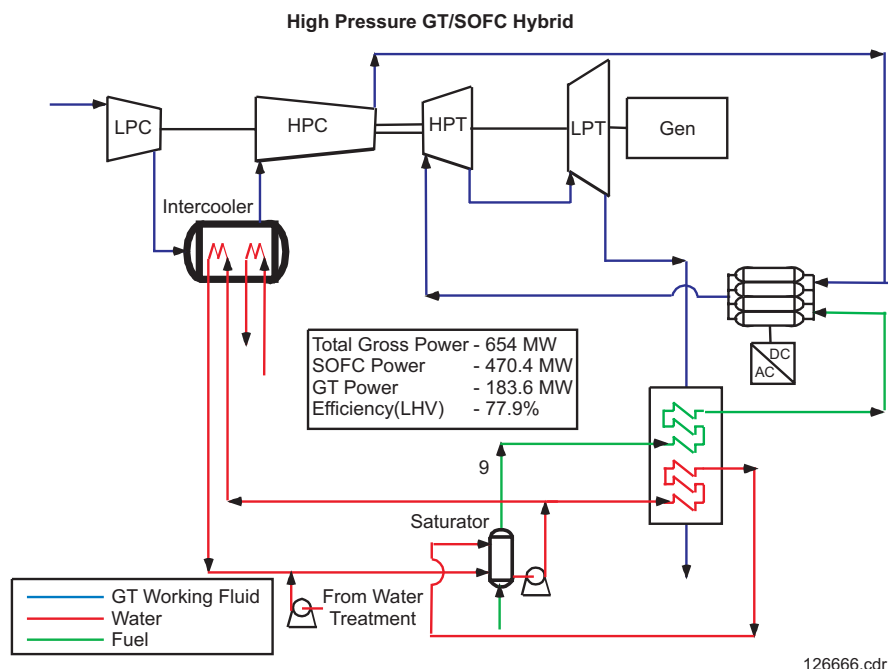 High Pressure GT/SOFC Hybrid
LPC
HPC
HPT
LPT
Gen
Intercooler
Total Gross Power - 654 MW
SOFC Power - 470.4 MW
GT Power - 183.6 MW
Efficiency(LHV) - 77.9%
DC
AC
9
Saturator
From Water
Treatment
GT Working Fluid
Water
Fuel
126666.cdr